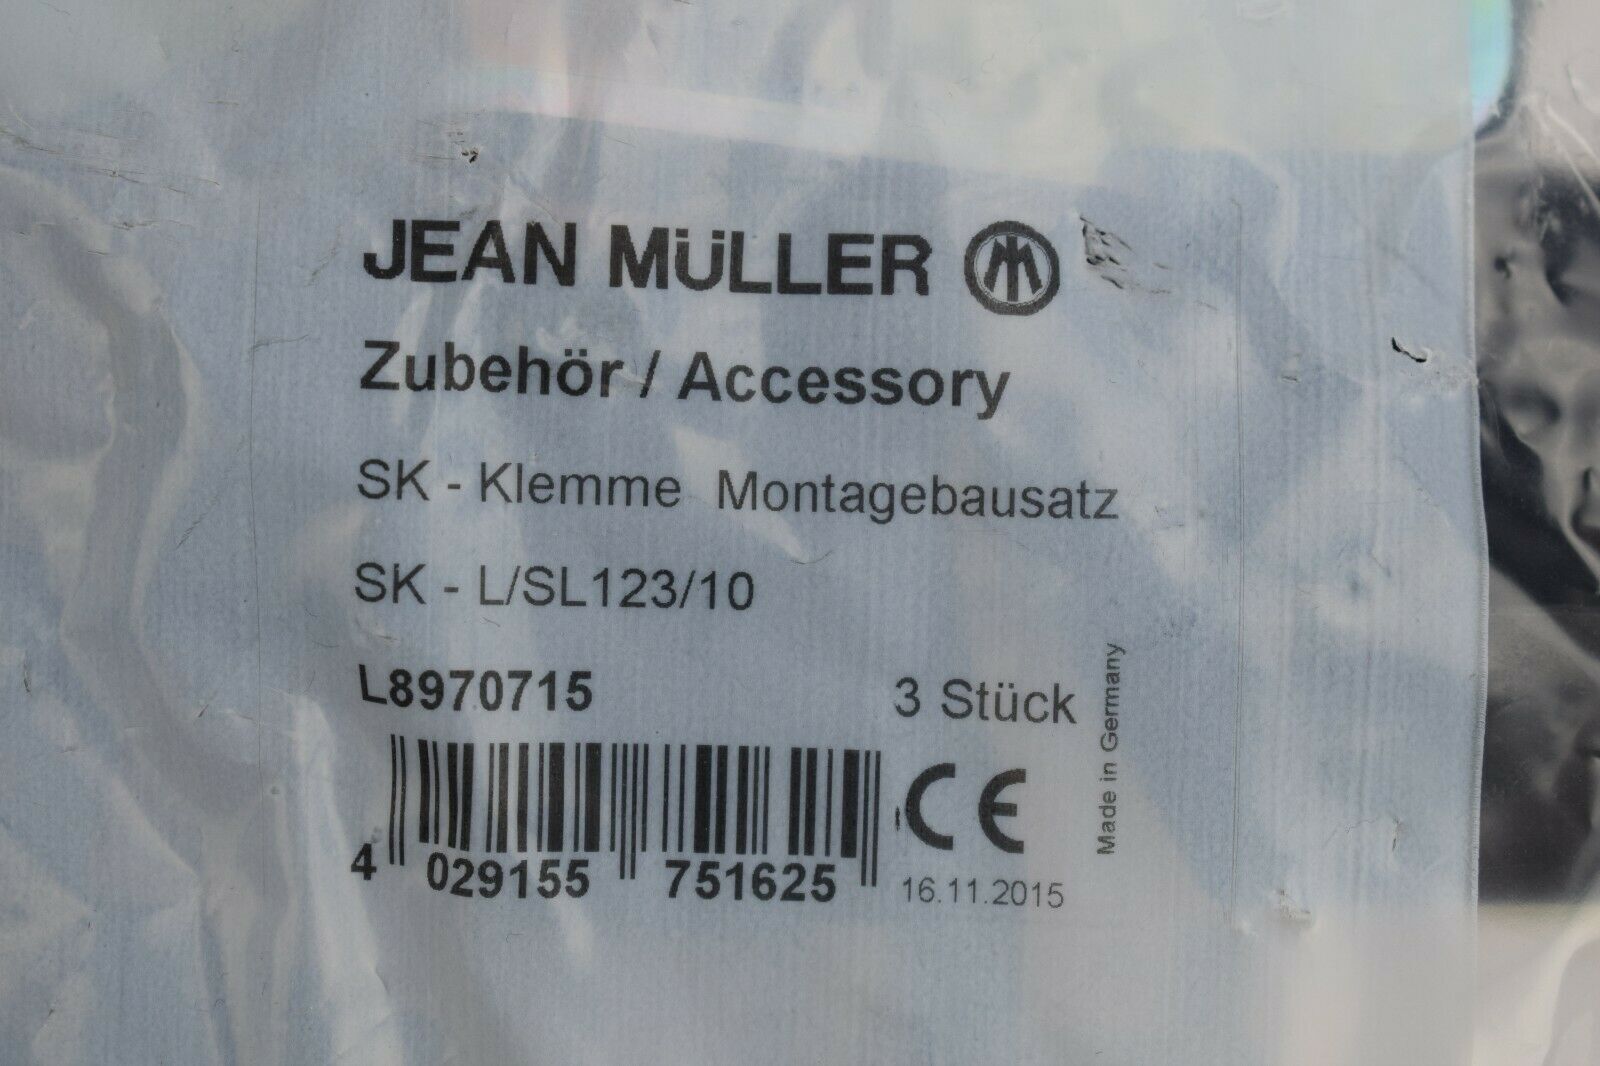 JEAN MÜLLER
Zubehör / Accessory
SK - Klemme Montagebausatz
SK - L/SL123/10
L8970715 3 Stück
Made in Germany
CE
4 029155 751625
16.11.2015